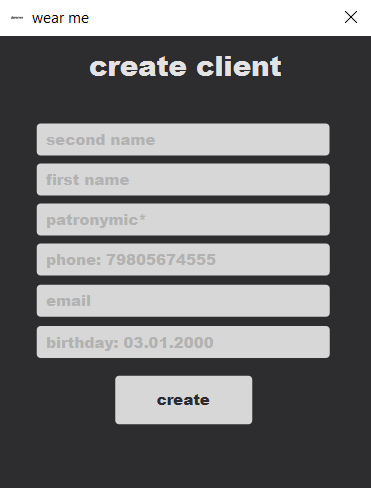 wear me
create client
second name
first name
patronymic*
phone: 79805674555
email
birthday: 03.01.2000
create